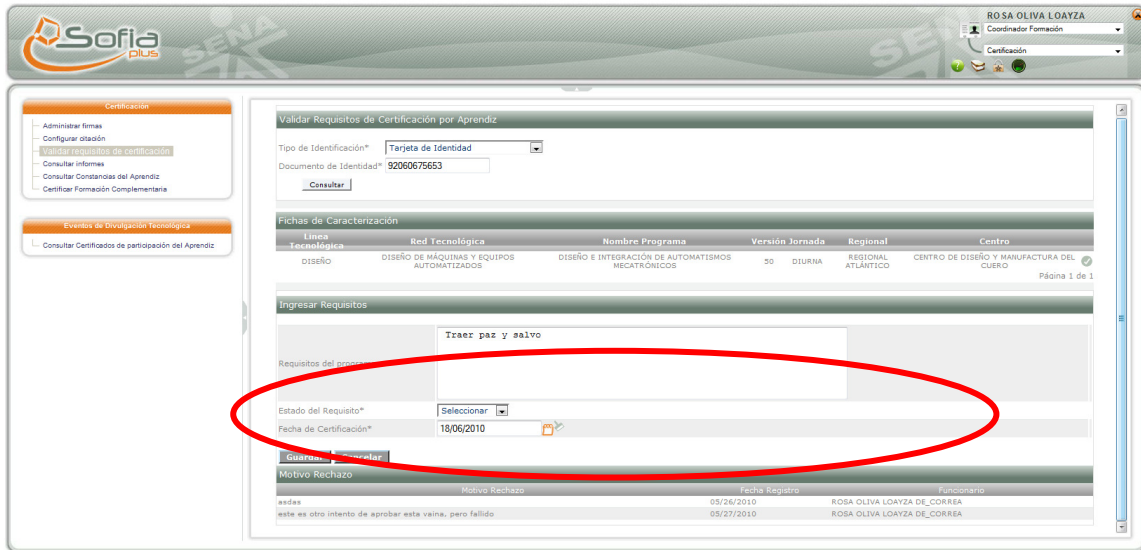 Sofia
plus
SENA
SENA
ROSA OLIVA LOAYZA
Coordinador Formación
Certificación
Certificación
Administrar firmas
Configurar citación
Validar requisitos de certificación
Consultar informes
Consultar Constancias del Aprendiz
Certificar Formación Complementaria
Eventos de Divulgación Tecnológica
Consultar Certificados de participación del Aprendiz
Validar Requisitos de Certificación por Aprendiz
Tipo de Identificación* Tarjeta de Identidad
Documento de Identidad* 92060675653
Consultar
Fichas de Caracterización
Línea Tecnológica Red Tecnológica Nombre Programa Versión Jornada Regional Centro
DISEÑO DISEÑO DE MÁQUINAS Y EQUIPOS AUTOMATIZADOS DISEÑO E INTEGRACIÓN DE AUTOMATISMOS MECATRÓNICOS 50 DIURNA REGIONAL ATLÁNTICO CENTRO DE DISEÑO Y MANUFACTURA DEL CUERO
Página 1 de 1
Ingresar Requisitos
Traer paz y salvo
Requisitos del
Estado del Requisito* Seleccionar
Fecha de Certificación* 18/06/2010
Guardar Cancelar
Motivo Rechazo
Motivo Rechazo Fecha Registro Funcionario
asdas 05/26/2010 ROSA OLIVA LOAYZA DE_CORREA
este es otro intento de aprobar esta vaina, pero fallido 05/27/2010 ROSA OLIVA LOAYZA DE_CORREA